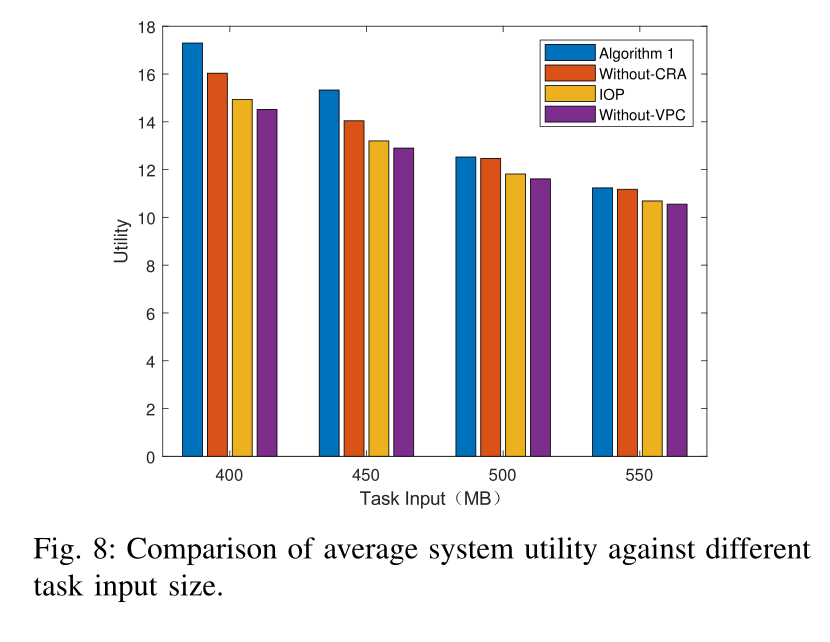 18
16
14
12
10
8
6
4
2
0
Utility
400
450
500
550
Task Input（MB）
Algorithm 1
Without-CRA
IOP
Without-VPC
Fig. 8: Comparison of average system utility against different
task input size.